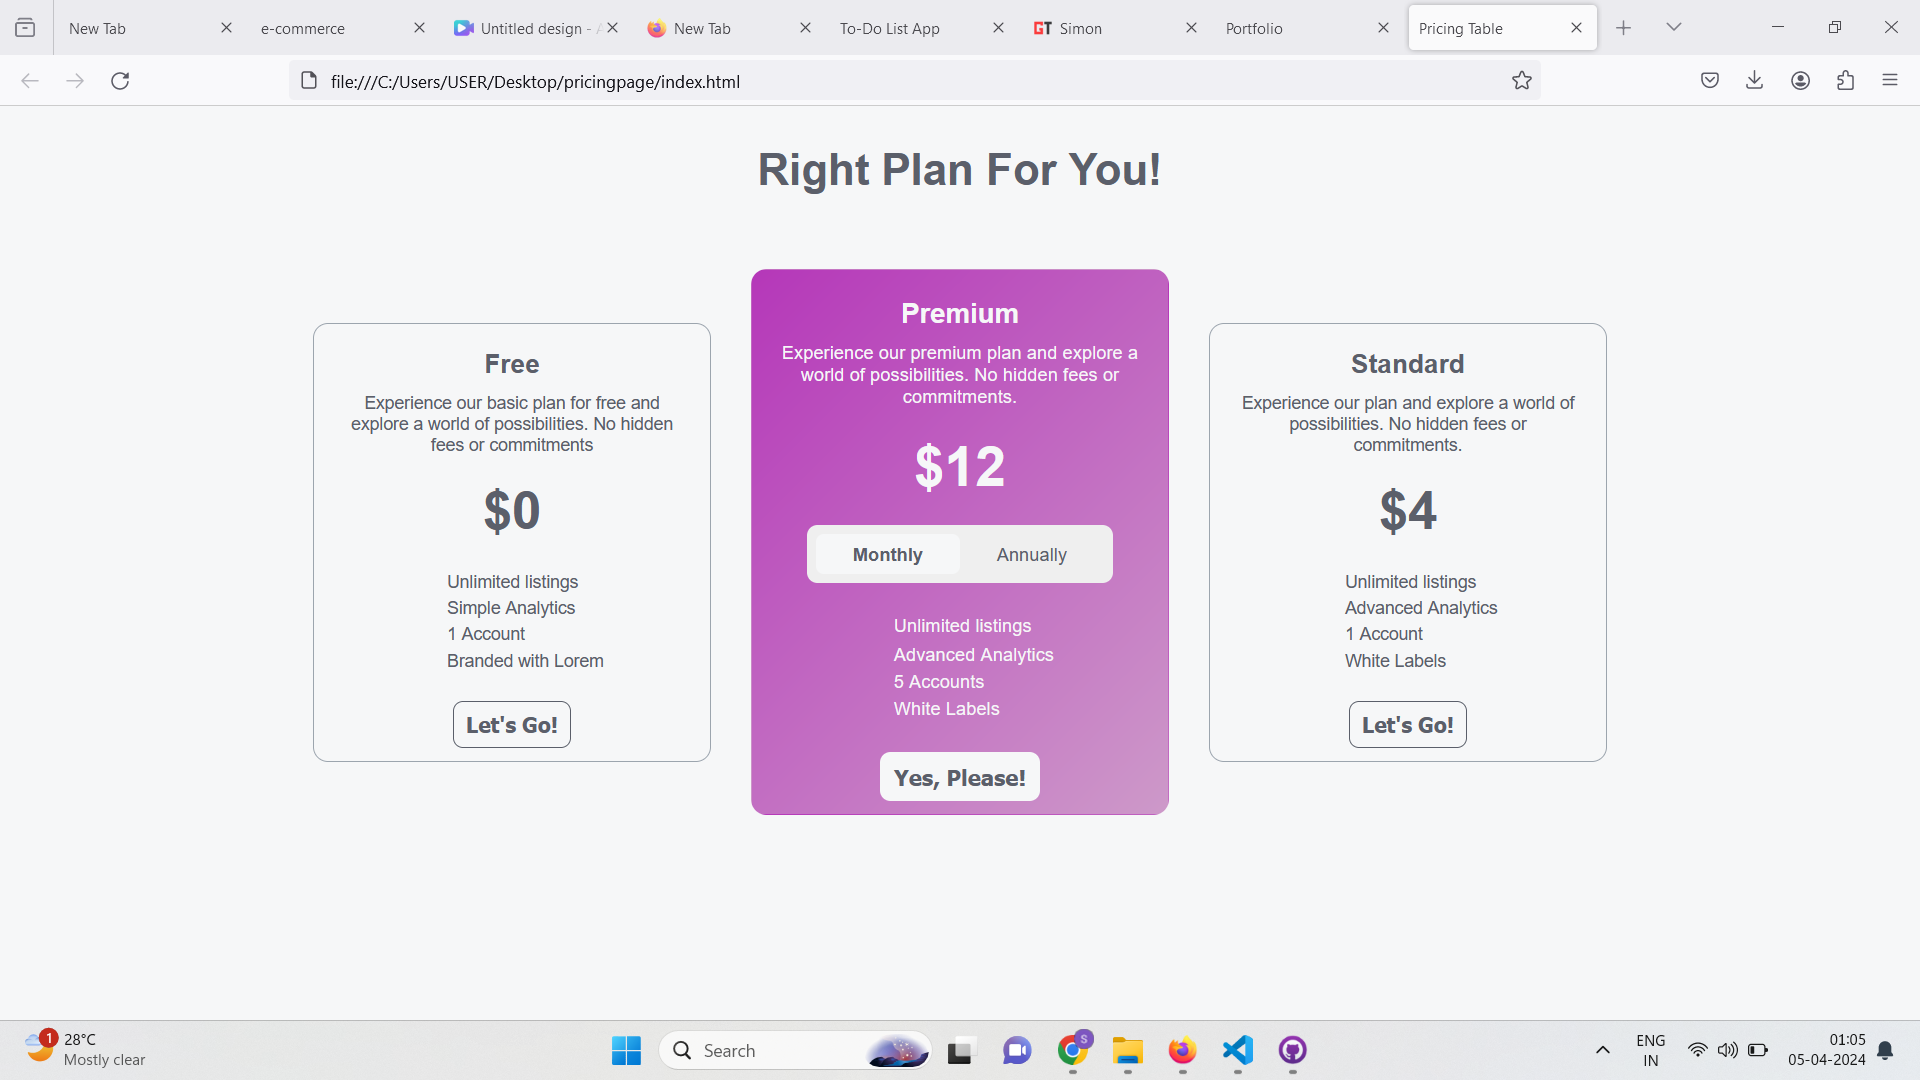 New Tab
e-commerce
Untitled design -
New Tab
To-Do List App
GT Simon
Portfolio
Pricing Table
file:///C:/Users/USER/Desktop/pricingpage/index.html
Right Plan For You!
Free
Experience our basic plan for free and
explore a world of possibilities. No hidden
fees or commitments
$0
Unlimited listings
Simple Analytics
1 Account
Branded with Lorem
Let's Go!
Premium
Experience our premium plan and explore a
world of possibilities. No hidden fees or
commitments.
$12
Monthly
Annually
Unlimited listings
Advanced Analytics
5 Accounts
White Labels
Yes, Please!
Standard
Experience our plan and explore a world of
possibilities. No hidden fees or
commitments.
$4
Unlimited listings
Advanced Analytics
1 Account
White Labels
Let's Go!
1
28°C
Mostly clear
Search
S
ENG
IN
01:05
05-04-2024